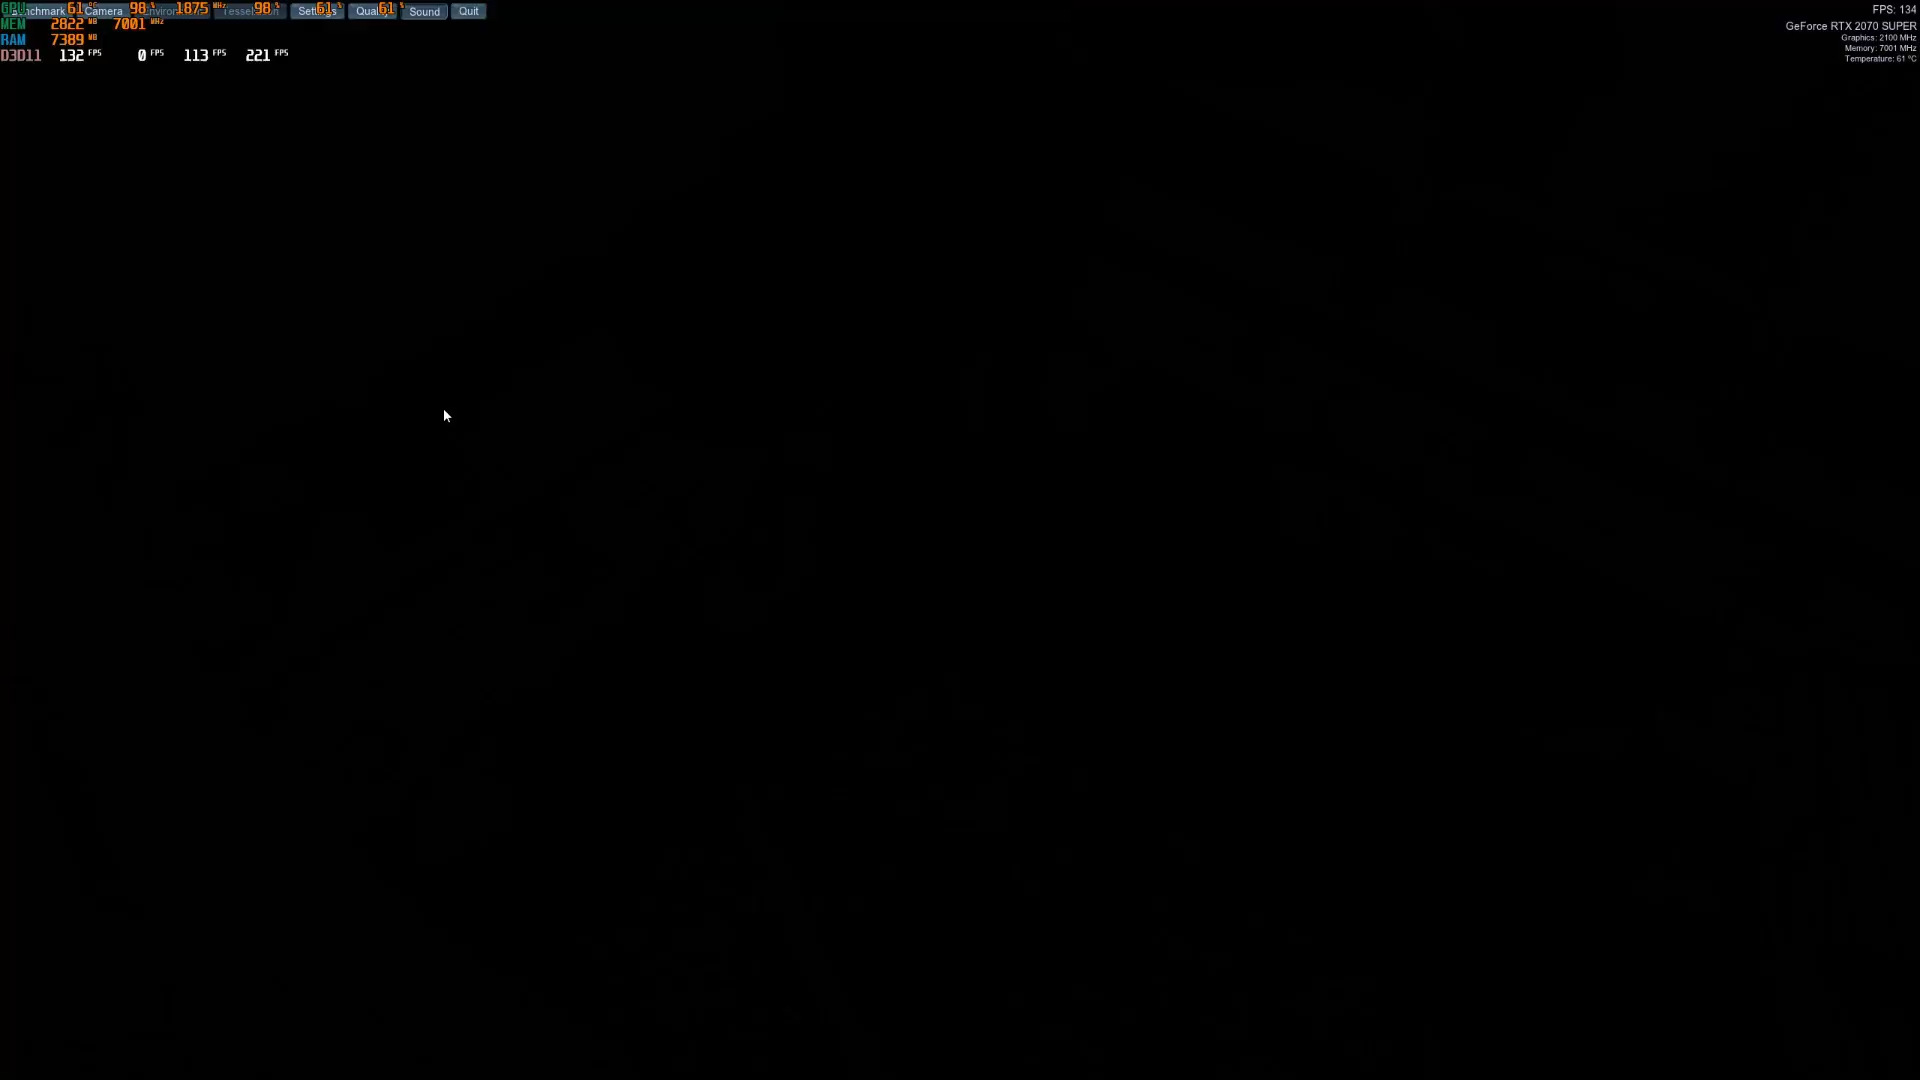 GPU 61 °C 98 % 1875 MHz 98 % 61 % 61 %
Camera Sound Quit
MEM 2822 MB 7001 MHz
RAM 7389 MB
D3D11 132 FPS 0 FPS 113 FPS 221 FPS
FPS: 134
GeForce RTX 2070 SUPER
Graphics: 2100 MHz
Memory: 7001 MHz
Temperature: 61 °C